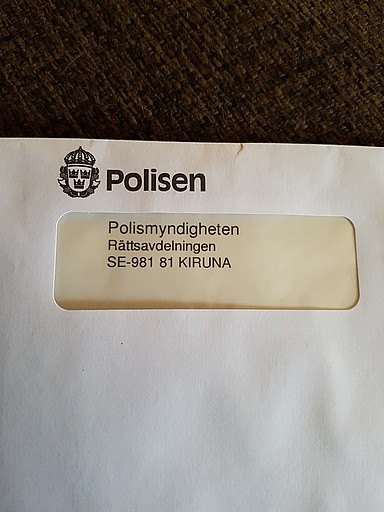 Polisen
Polismyndigheten
Rättsavdelningen
SE-981 81 KIRUNA